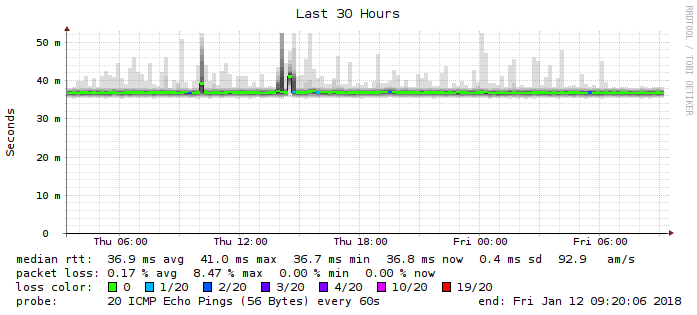 Last 30 Hours
RRDTOOL / TOBI OETIKER
Seconds
50 m
40 m
30 m
20 m
10 m
0
Thu 06:00 Thu 12:00 Thu 18:00 Fri 00:00 Fri 06:00
median rtt: 36.9 ms avg 41.0 ms max 36.7 ms min 36.8 ms now 0.4 ms sd 92.9 am/s
packet loss: 0.17 % avg 8.47 % max 0.00 % min 0.00 % now
loss color: 0 1/20 2/20 3/20 4/20 10/20 19/20
probe: 20 ICMP Echo Pings (56 Bytes) every 60s end: Fri Jan 12 09:20:06 2018